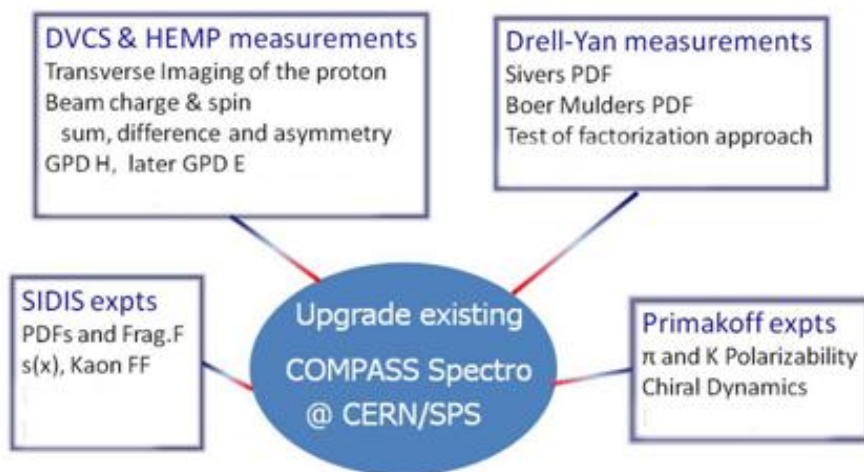 DVCS & HEMP measurements
Transverse Imaging of the proton
Beam charge & spin
sum, difference and asymmetry
GPD H, later GPD E
Drell-Yan measurements
Sivers PDF
Boer Mulders PDF
Test of factorization approach
SIDIS expts
PDFs and Frag.F
s(x), Kaon FF
Upgrade existing
COMPASS Spectro
@ CERN/SPS
Primakoff expts
π and K Polarizability
Chiral Dynamics